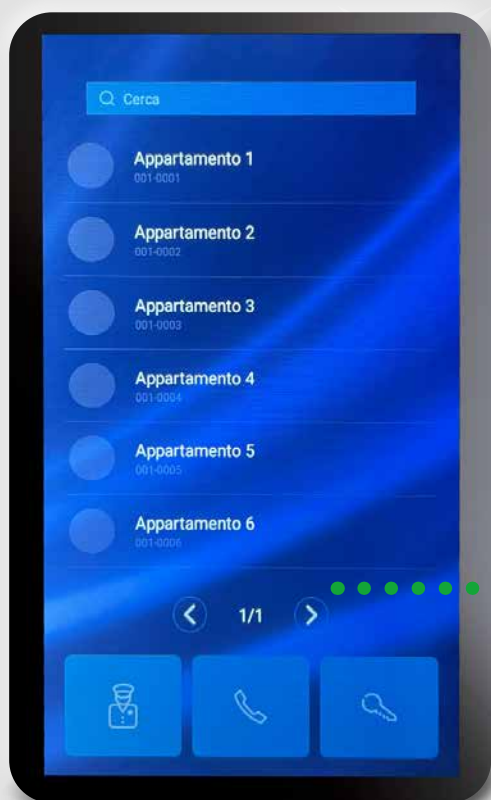 Cerca
Appartamento 1
001-0001
Appartamento 2
001-0002
Appartamento 3
001-0003
Appartamento 4
001-0004
Appartamento 5
001-0005
Appartamento 6
001-0006
1/1